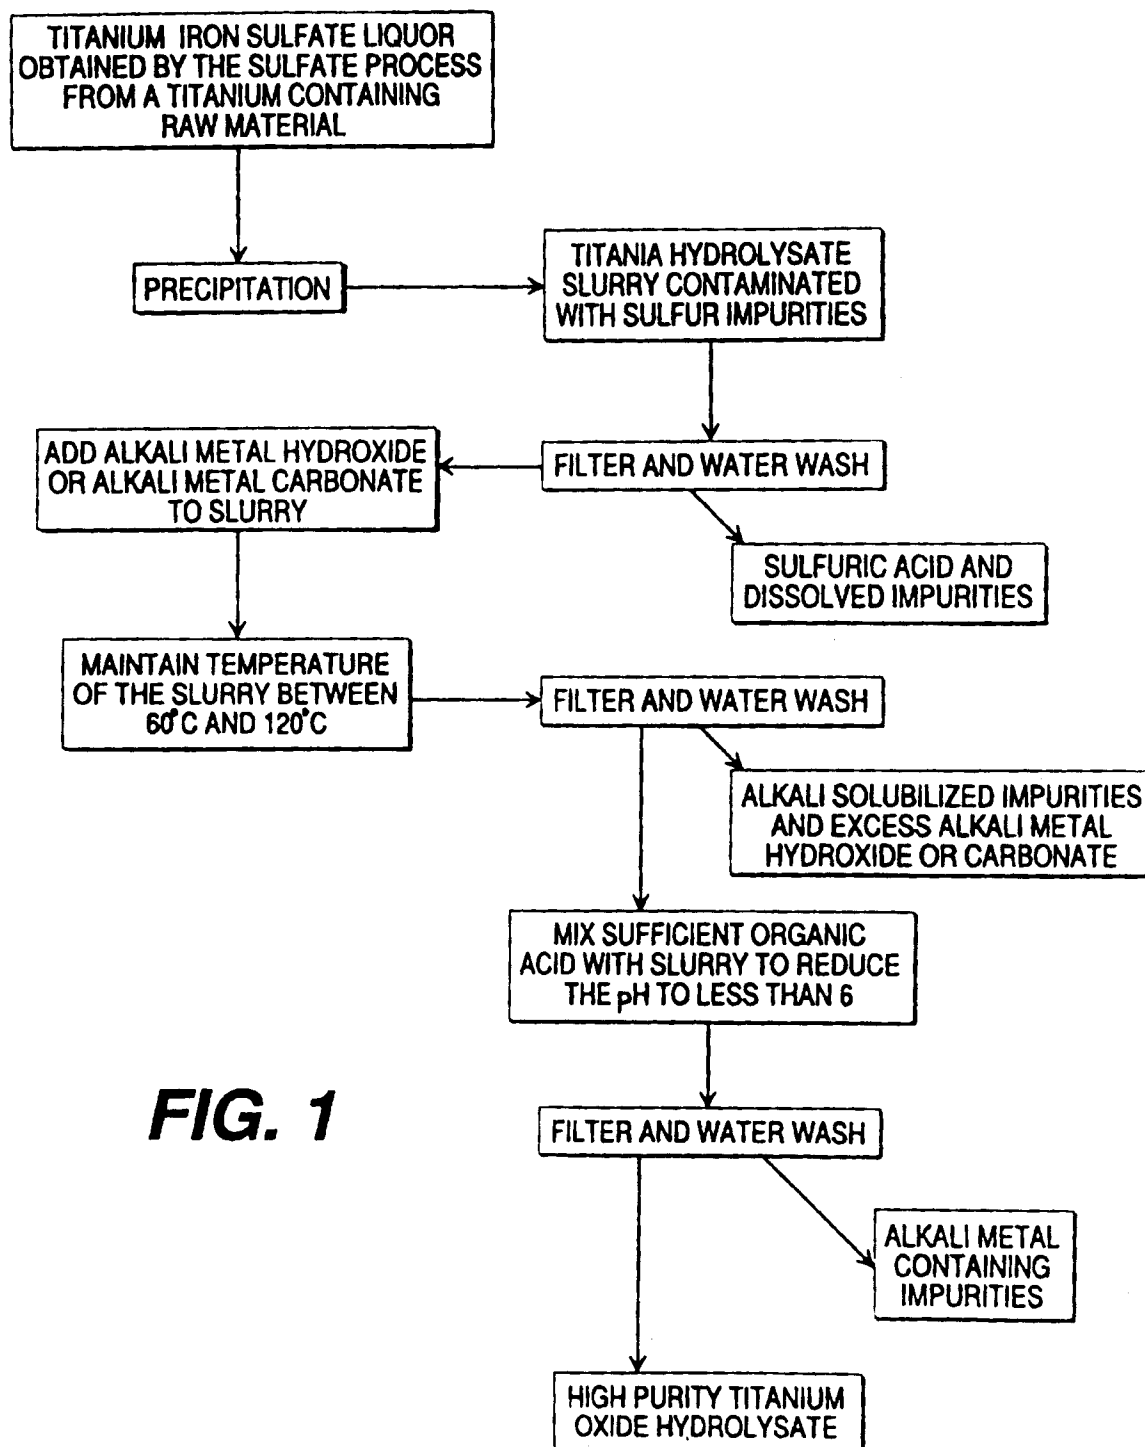 TITANIUM IRON SULFATE LIQUOR
OBTAINED BY THE SULFATE PROCESS
FROM A TITANIUM CONTAINING
RAW MATERIAL
PRECIPITATION
TITANIA HYDROLYSATE
SLURRY CONTAMINATED
WITH SULFUR IMPURITIES
FILTER AND WATER WASH
ADD ALKALI METAL HYDROXIDE
OR ALKALI METAL CARBONATE
TO SLURRY
SULFURIC ACID AND
DISSOLVED IMPURITIES
MAINTAIN TEMPERATURE
OF THE SLURRY BETWEEN
60°C AND 120°C
FILTER AND WATER WASH
ALKALI SOLUBILIZED IMPURITIES
AND EXCESS ALKALI METAL
HYDROXIDE OR CARBONATE
MIX SUFFICIENT ORGANIC
ACID WITH SLURRY TO REDUCE
THE pH TO LESS THAN 6
FIG. 1
FILTER AND WATER WASH
ALKALI METAL
CONTAINING
IMPURITIES
HIGH PURITY TITANIUM
OXIDE HYDROLYSATE